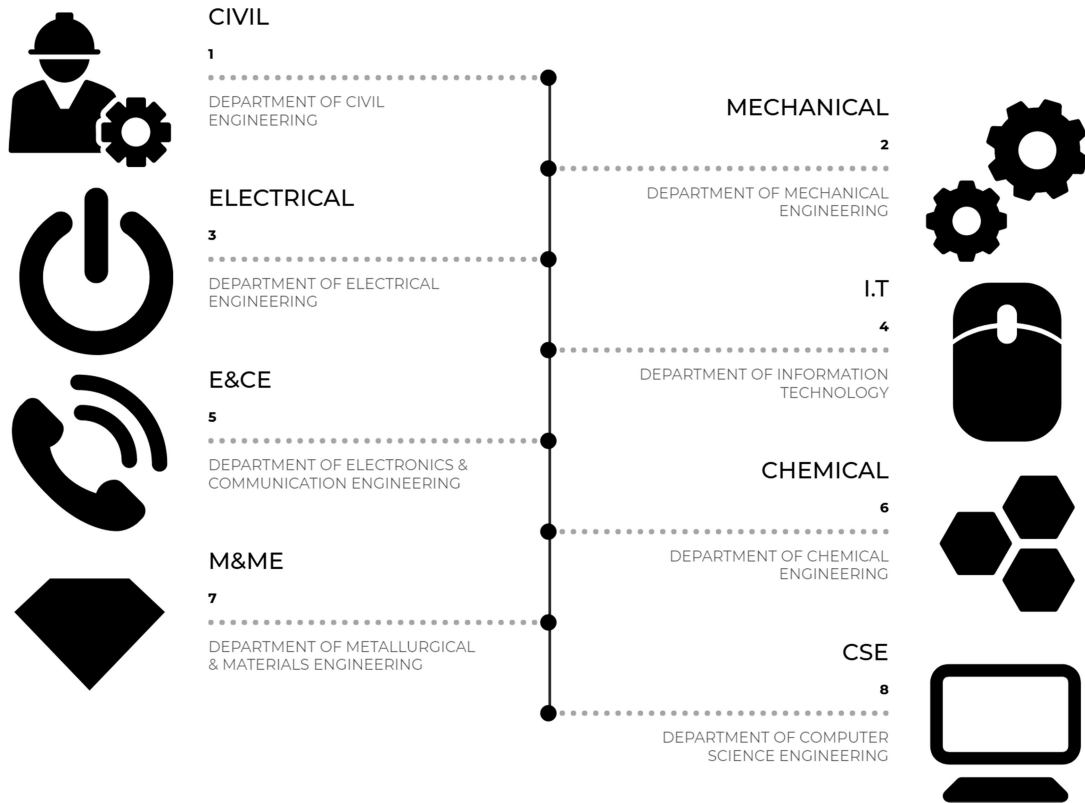 CIVIL
1
DEPARTMENT OF CIVIL
ENGINEERING
MECHANICAL
2
DEPARTMENT OF MECHANICAL
ENGINEERING
ELECTRICAL
3
DEPARTMENT OF ELECTRICAL
ENGINEERING
I.T
4
DEPARTMENT OF INFORMATION
TECHNOLOGY
E&CE
5
DEPARTMENT OF ELECTRONICS &
COMMUNICATION ENGINEERING
CHEMICAL
6
DEPARTMENT OF CHEMICAL
ENGINEERING
M&ME
7
DEPARTMENT OF METALLURGICAL
& MATERIALS ENGINEERING
CSE
8
DEPARTMENT OF COMPUTER
SCIENCE ENGINEERING